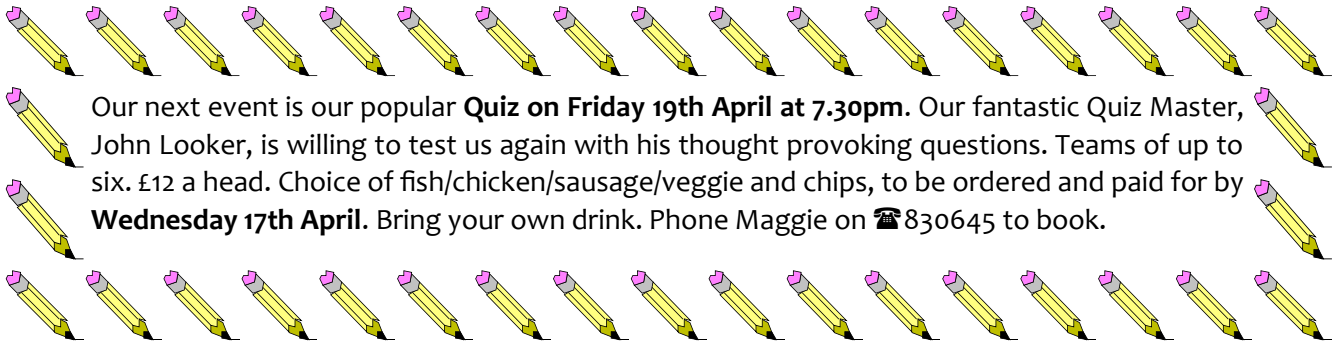 Our next event is our popular Quiz on Friday 19th April at 7.30pm. Our fantastic Quiz Master,
John Looker, is willing to test us again with his thought provoking questions. Teams of up to
six. £12 a head. Choice of fish/chicken/sausage/veggie and chips, to be ordered and paid for by
Wednesday 17th April. Bring your own drink. Phone Maggie on ☎830645 to book.